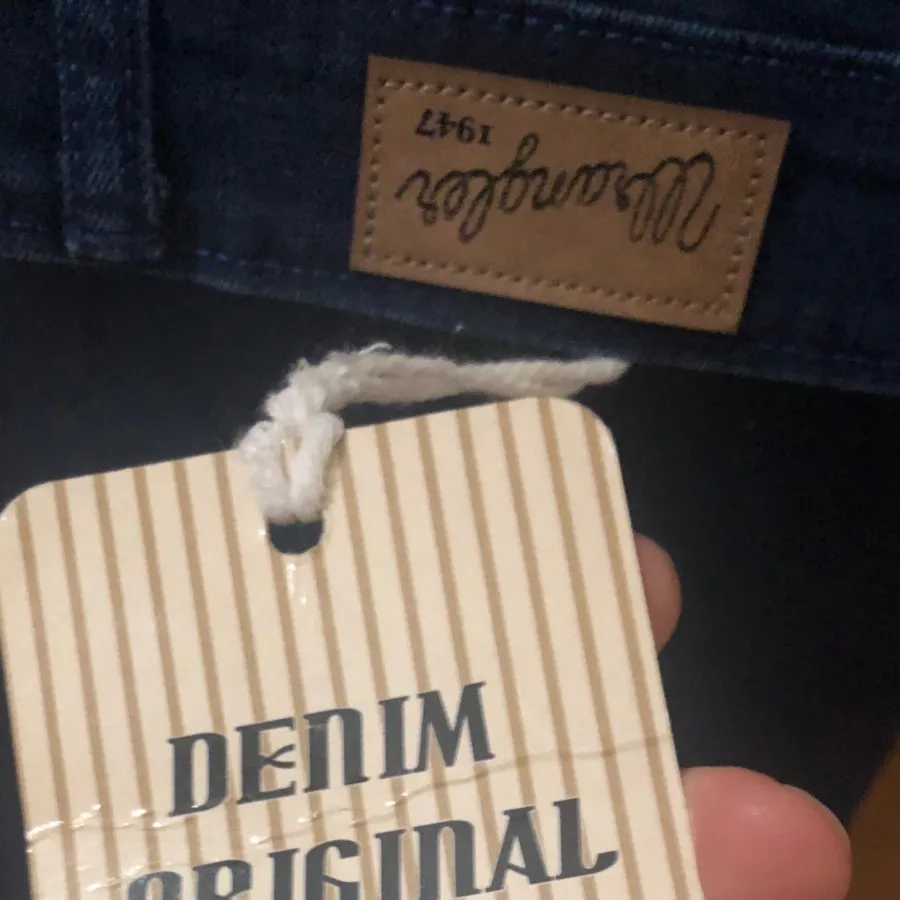 Wrangler
1947
DENIM
ORIGINAL